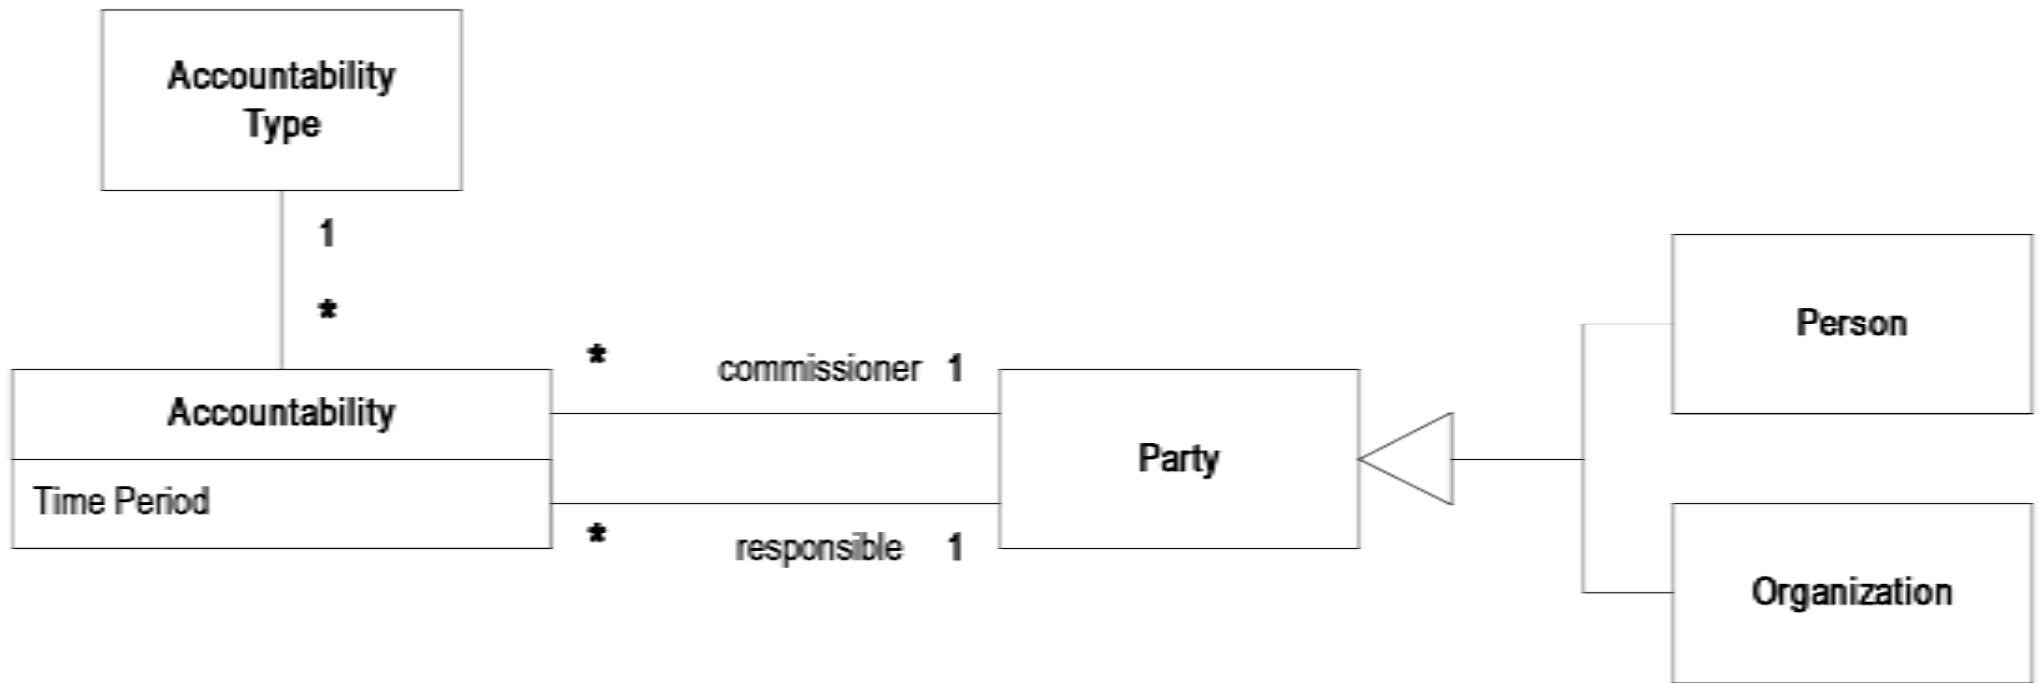 Accountability
Type
1
*
Person
* commissioner 1
Accountability
Party
Time Period
* responsible 1
Organization